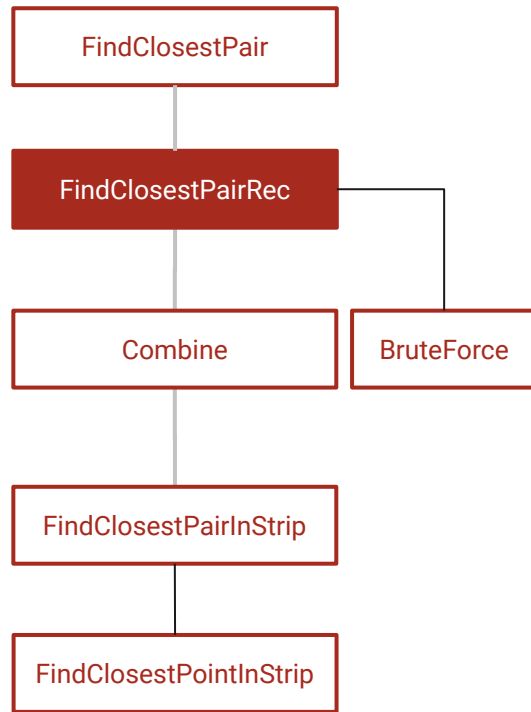 FindClosestPair
FindClosestPairRec
Combine
BruteForce
FindClosestPairInStrip
FindClosestPointInStrip